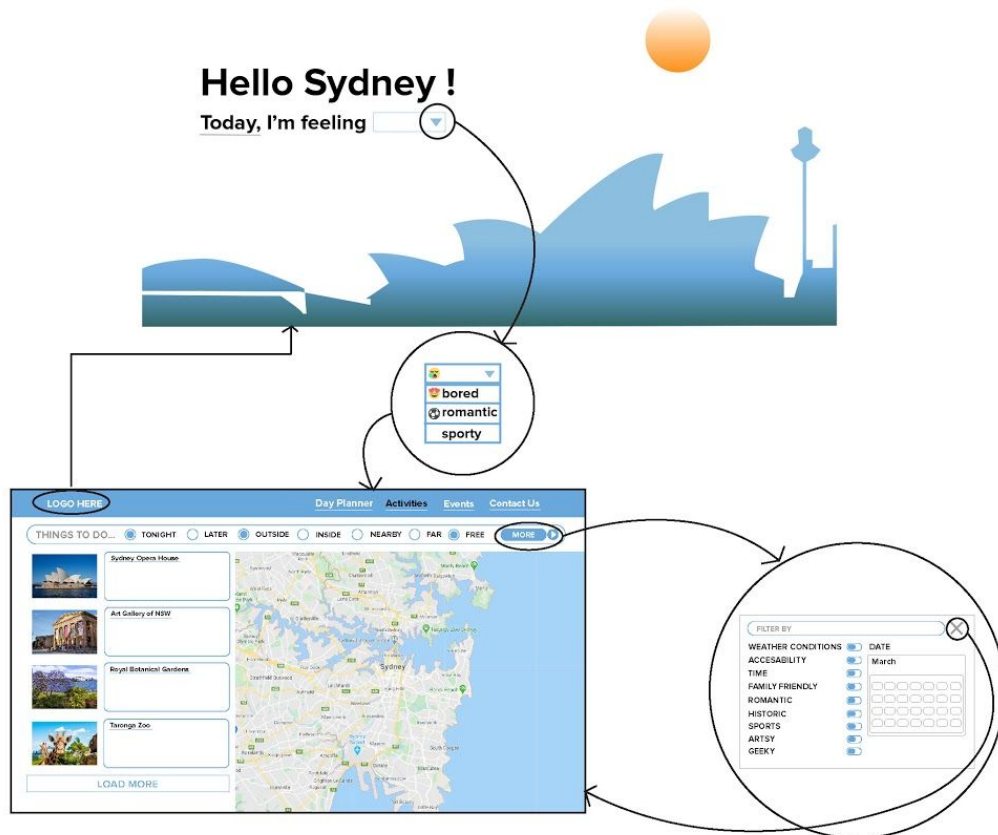 Hello Sydney !
Today, I'm feeling
bored
romantic
sporty
LOGO HERE
Day Planner Activities Events Contact Us
THINGS TO DO... TONIGHT LATER OUTSIDE INSIDE NEARBY FAR FREE MORE
Sydney Opera House
Art Gallery of NSW
Royal Botanical Gardens
Taronga Zoo
LOAD MORE
Sydney
FILTER BY
WEATHER CONDITIONS DATE
ACCESABILITY March
TIME
FAMILY FRIENDLY
ROMANTIC
HISTORIC
SPORTS
ARTSY
GEEKY